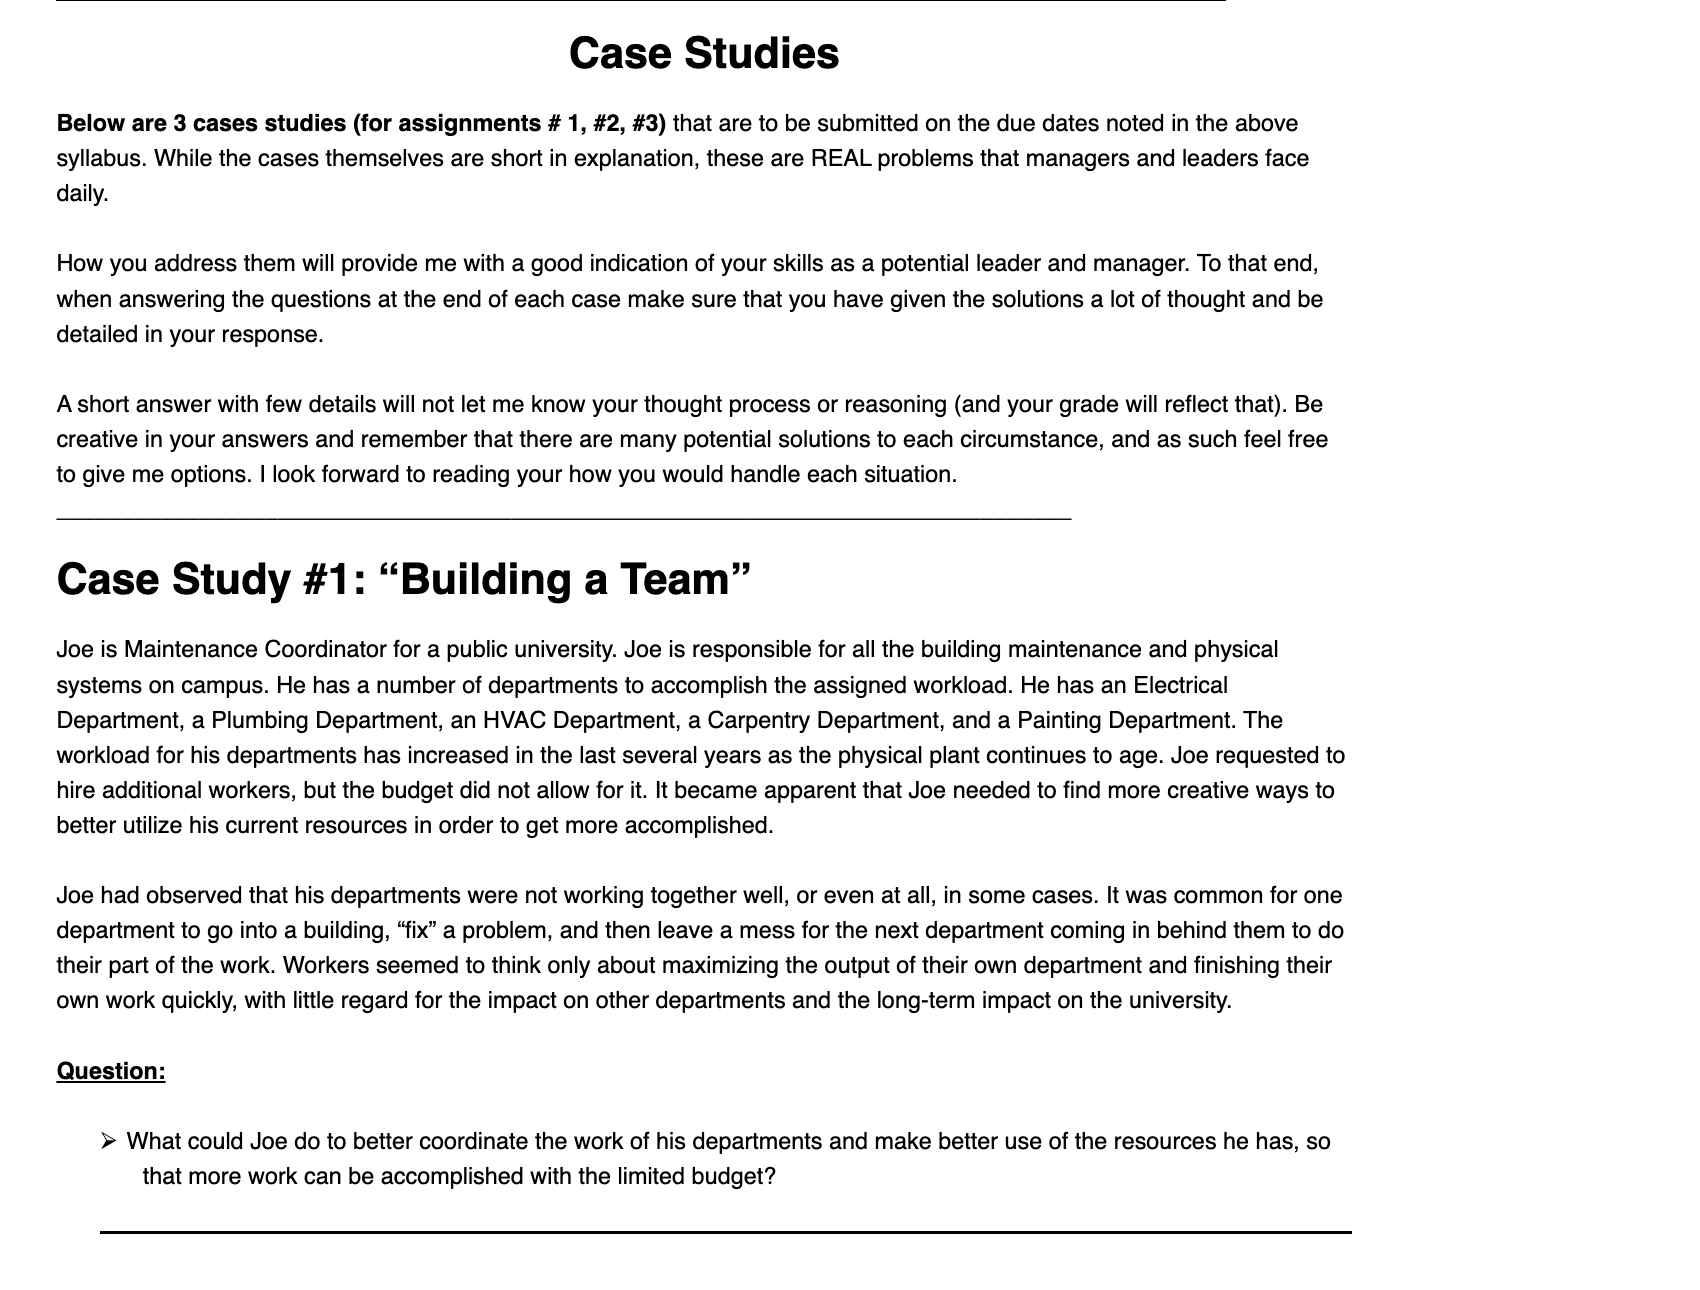 Case Studies
Below are 3 cases studies (for assignments # 1, #2, #3) that are to be submitted on the due dates noted in the above
syllabus. While the cases themselves are short in explanation, these are REAL problems that managers and leaders face
daily.
How you address them will provide me with a good indication of your skills as a potential leader and manager. To that end,
when answering the questions at the end of each case make sure that you have given the solutions a lot of thought and be
detailed in your response.
A short answer with few details will not let me know your thought process or reasoning (and your grade will reflect that). Be
creative in your answers and remember that there are many potential solutions to each circumstance, and as such feel free
to give me options. I look forward to reading your how you would handle each situation.
Case Study #1: “Building a Team”
Joe is Maintenance Coordinator for a public university. Joe is responsible for all the building maintenance and physical
systems on campus. He has a number of departments to accomplish the assigned workload. He has an Electrical
Department, a Plumbing Department, an HVAC Department, a Carpentry Department, and a Painting Department. The
workload for his departments has increased in the last several years as the physical plant continues to age. Joe requested to
hire additional workers, but the budget did not allow for it. It became apparent that Joe needed to find more creative ways to
better utilize his current resources in order to get more accomplished.
Joe had observed that his departments were not working together well, or even at all, in some cases. It was common for one
department to go into a building, “fix” a problem, and then leave a mess for the next department coming in behind them to do
their part of the work. Workers seemed to think only about maximizing the output of their own department and finishing their
own work quickly, with little regard for the impact on other departments and the long-term impact on the university.
Question:
➢ What could Joe do to better coordinate the work of his departments and make better use of the resources he has, so
that more work can be accomplished with the limited budget?